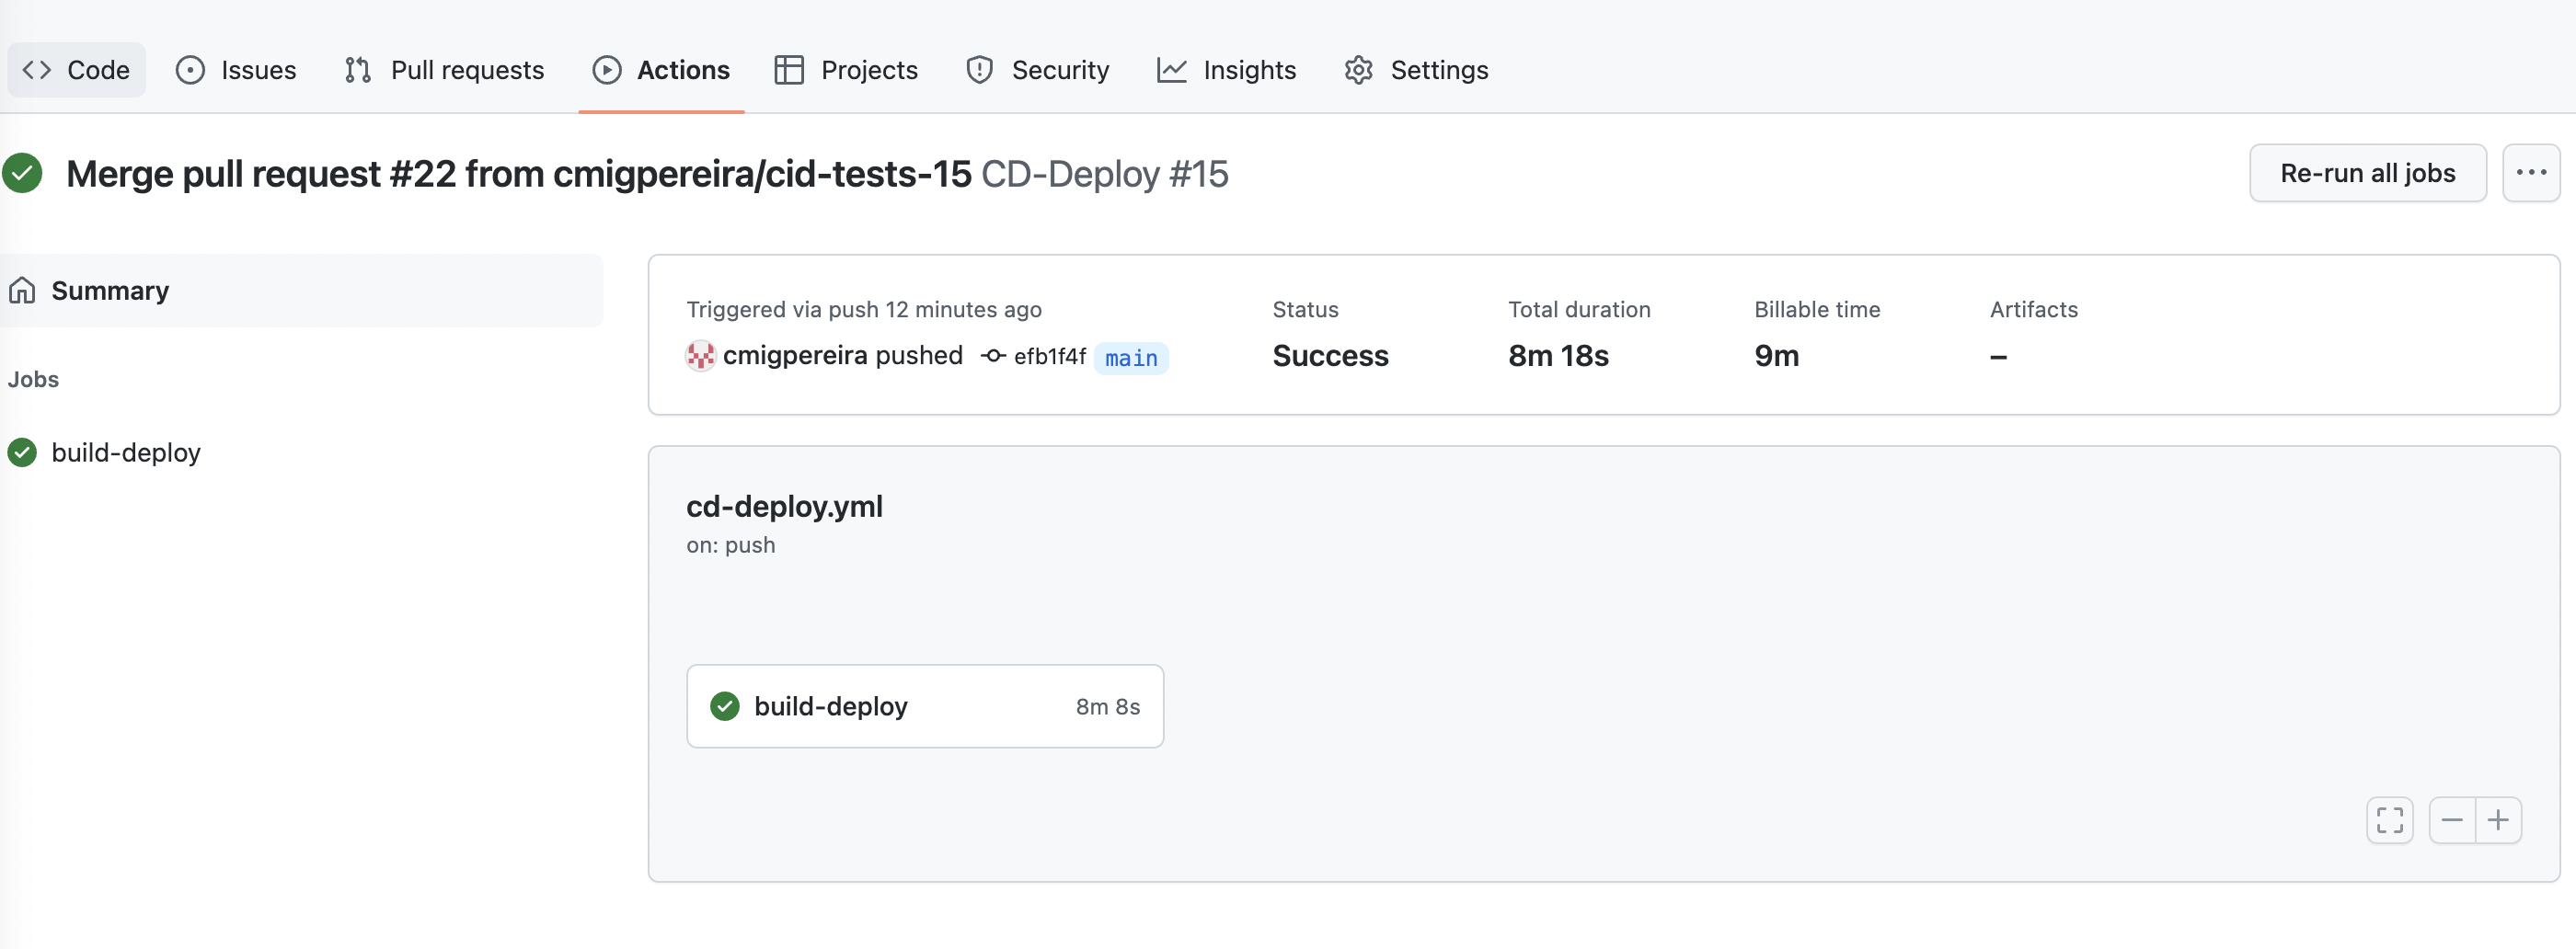 Code Issues Pull requests Actions Projects Security Insights Settings
Merge pull request #22 from cmigpereira/cid-tests-15 CD-Deploy #15
Re-run all jobs
Summary
Jobs
build-deploy
Triggered via push 12 minutes ago
cmigpereira pushed efb1f4f main
Status
Success
Total duration
8m 18s
Billable time
9m
Artifacts
–
cd-deploy.yml
on: push
build-deploy 8m 8s